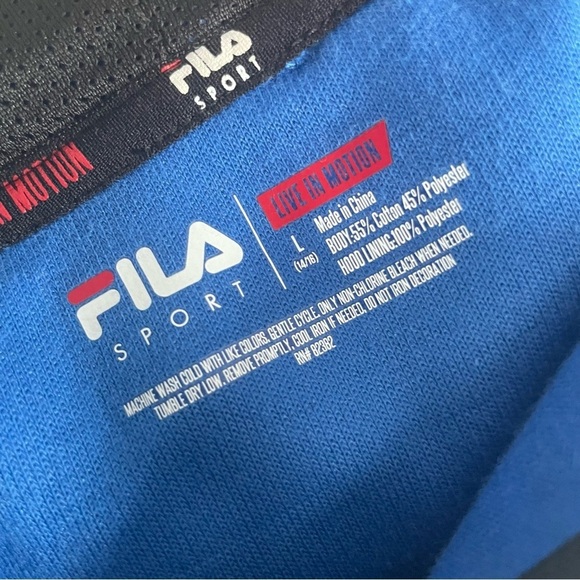 FILA
SPORT
N MOTION
FILA
SPORT
LIVE IN MOTION
L
(14/16)
Made in China
BODY:55% Cotton 45% Polyester
HOOD LINING:100% Polyester
MACHINE WASH COLD WITH LIKE COLORS. GENTLE CYCLE. ONLY NON-CHLORINE BLEACH WHEN NEEDED.
TUMBLE DRY LOW. REMOVE PROMPTLY. COOL IRON IF NEEDED. DO NOT IRON DECORATION
RN# 82382